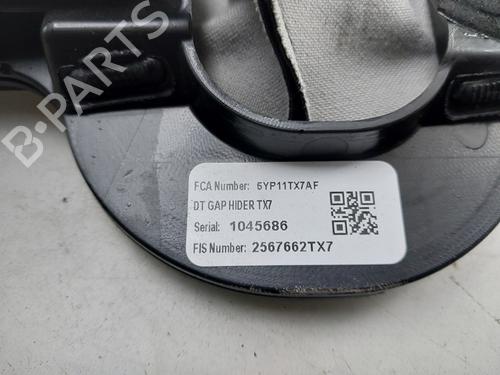 B-PARTS
FCA Number: 6YP11TX7AF
DT GAP HIDER TX7
Serial: 1045686
FIS Number: 2567662TX7